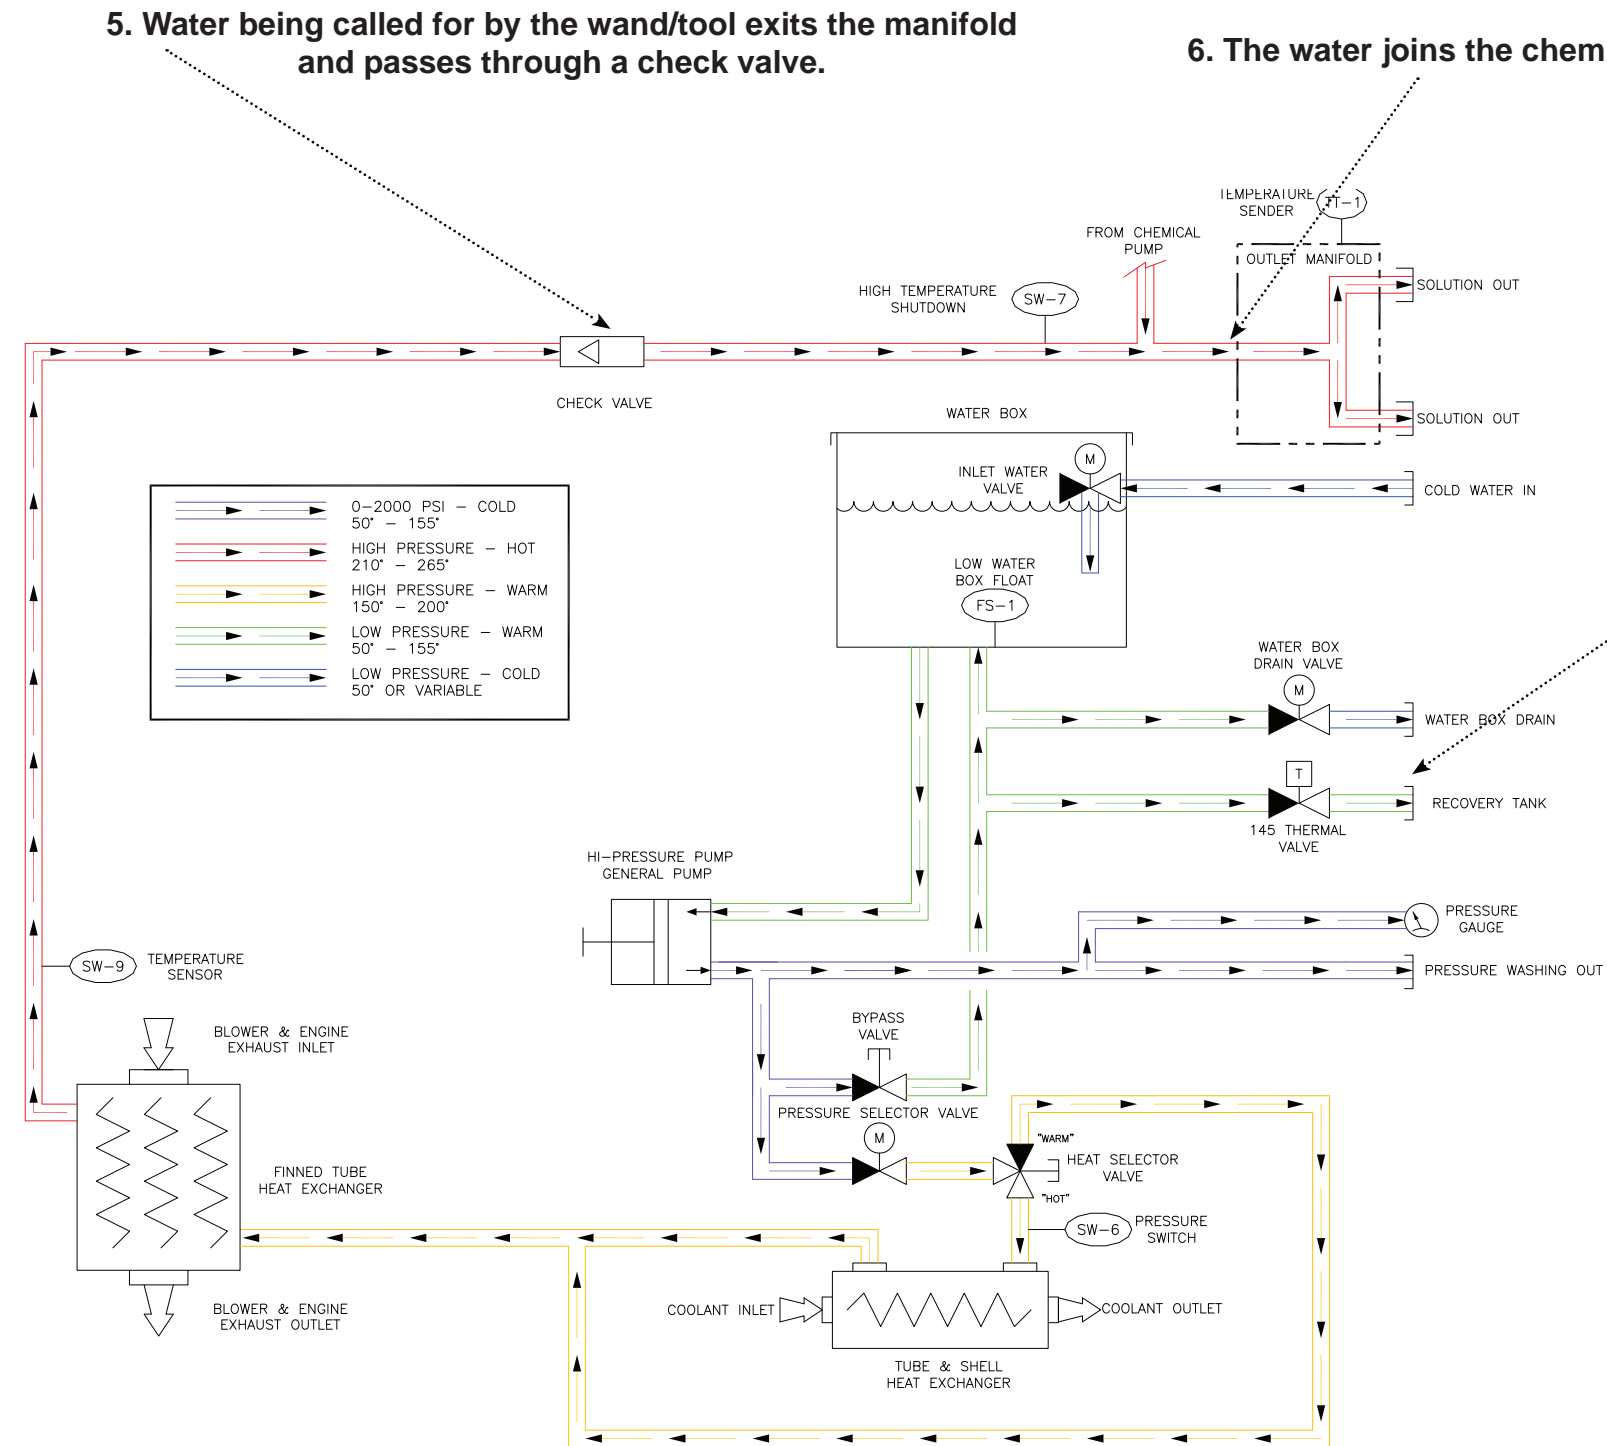 5. Water being called for by the wand/tool exits the manifold
and passes through a check valve.
6. The water joins the chem
TEMPERATURE
SENDER
TT-1
FROM CHEMICAL
PUMP
OUTLET MANIFOLD
HIGH TEMPERATURE
SHUTDOWN
SW-7
SOLUTION OUT
CHECK VALVE
SOLUTION OUT
WATER BOX
INLET WATER
VALVE
M
COLD WATER IN
0-2000 PSI - COLD
50° - 155°
HIGH PRESSURE - HOT
210° - 265°
HIGH PRESSURE - WARM
150° - 200°
LOW PRESSURE - WARM
50° - 155°
LOW PRESSURE - COLD
50° OR VARIABLE
LOW WATER
BOX FLOAT
FS-1
WATER BOX
DRAIN VALVE
M
WATER BOX DRAIN
T
RECOVERY TANK
145 THERMAL
VALVE
HI-PRESSURE PUMP
GENERAL PUMP
PRESSURE
GAUGE
PRESSURE WASHING OUT
SW-9
TEMPERATURE
SENSOR
BLOWER & ENGINE
EXHAUST INLET
BYPASS
VALVE
PRESSURE SELECTOR VALVE
M
"WARM"
HEAT SELECTOR
VALVE
"HOT"
FINNED TUBE
HEAT EXCHANGER
SW-6
PRESSURE
SWITCH
BLOWER & ENGINE
EXHAUST OUTLET
COOLANT INLET
COOLANT OUTLET
TUBE & SHELL
HEAT EXCHANGER